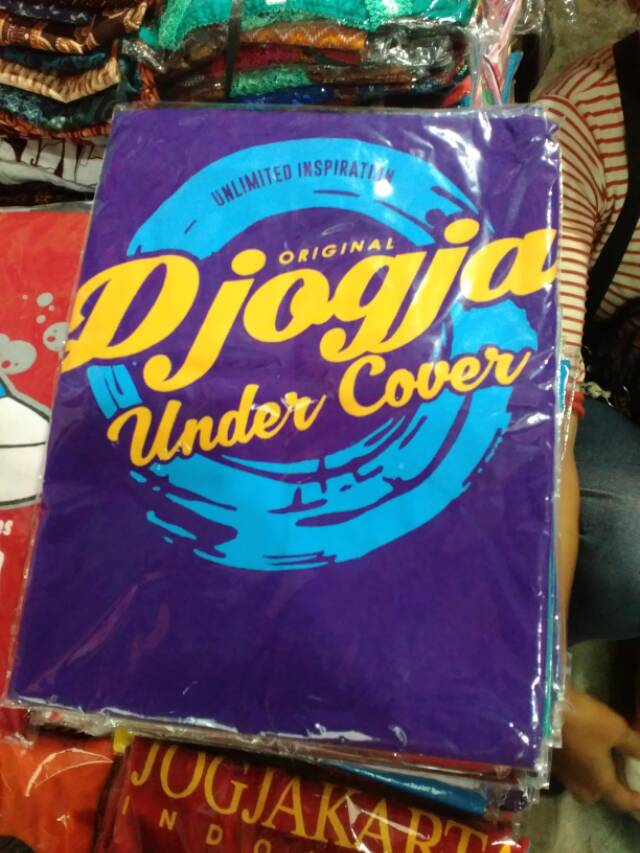 UNLIMITED INSPIRATION
ORIGINAL
Djogja
Under Cover
JOGJAKARTA